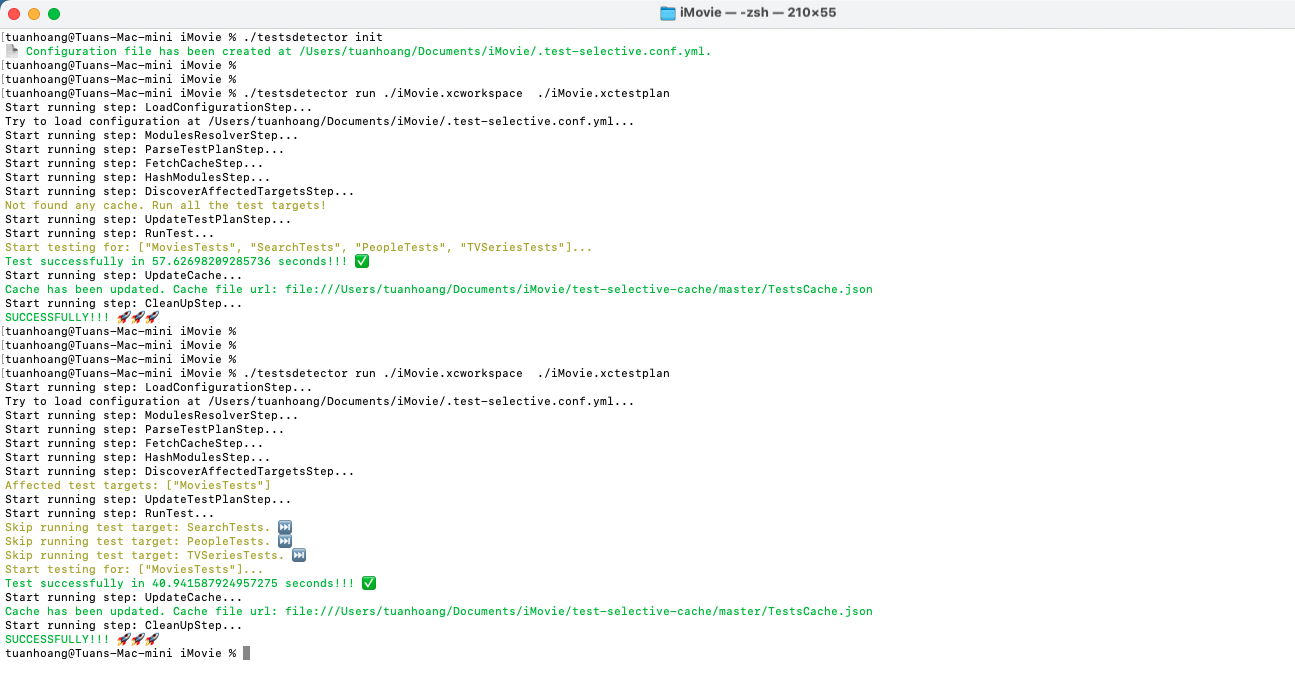 iMovie — -zsh — 210×55
[tuanhoang@Tuans-Mac-mini iMovie % ./testsdetector init
Configuration file has been created at /Users/tuanhoang/Documents/iMovie/.test-selective.conf.yml.
[tuanhoang@Tuans-Mac-mini iMovie %
[tuanhoang@Tuans-Mac-mini iMovie %
[tuanhoang@Tuans-Mac-mini iMovie % ./testsdetector run ./iMovie.xcworkspace  ./iMovie.xctestplan
Start running step: LoadConfigurationStep...
Try to load configuration at /Users/tuanhoang/Documents/iMovie/.test-selective.conf.yml...
Start running step: ModulesResolverStep...
Start running step: ParseTestPlanStep...
Start running step: FetchCacheStep...
Start running step: HashModulesStep...
Start running step: DiscoverAffectedTargetsStep...
Not found any cache. Run all the test targets!
Start running step: UpdateTestPlanStep...
Start running step: RunTest...
Start testing for: ["MoviesTests", "SearchTests", "PeopleTests", "TVSeriesTests"]...
Test successfully in 57.62698209285736 seconds!!! ✅
Start running step: UpdateCache...
Cache has been updated. Cache file url: file:///Users/tuanhoang/Documents/iMovie/test-selective-cache/master/TestsCache.json
Start running step: CleanUpStep...
SUCCESSFULLY!!! 🚀🚀🚀
[tuanhoang@Tuans-Mac-mini iMovie %
[tuanhoang@Tuans-Mac-mini iMovie %
[tuanhoang@Tuans-Mac-mini iMovie %
[tuanhoang@Tuans-Mac-mini iMovie % ./testsdetector run ./iMovie.xcworkspace  ./iMovie.xctestplan
Start running step: LoadConfigurationStep...
Try to load configuration at /Users/tuanhoang/Documents/iMovie/.test-selective.conf.yml...
Start running step: ModulesResolverStep...
Start running step: ParseTestPlanStep...
Start running step: FetchCacheStep...
Start running step: HashModulesStep...
Start running step: DiscoverAffectedTargetsStep...
Affected test targets: ["MoviesTests"]
Start running step: UpdateTestPlanStep...
Start running step: RunTest...
Skip running test target: SearchTests. ⏭
Skip running test target: PeopleTests. ⏭
Skip running test target: TVSeriesTests. ⏭
Start testing for: ["MoviesTests"]...
Test successfully in 40.941587924957275 seconds!!! ✅
Start running step: UpdateCache...
Cache has been updated. Cache file url: file:///Users/tuanhoang/Documents/iMovie/test-selective-cache/master/TestsCache.json
Start running step: CleanUpStep...
SUCCESSFULLY!!! 🚀🚀🚀
tuanhoang@Tuans-Mac-mini iMovie %